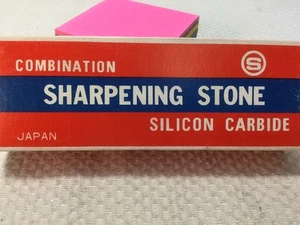 COMBINATION
S
SHARPENING STONE
SILICON CARBIDE
JAPAN